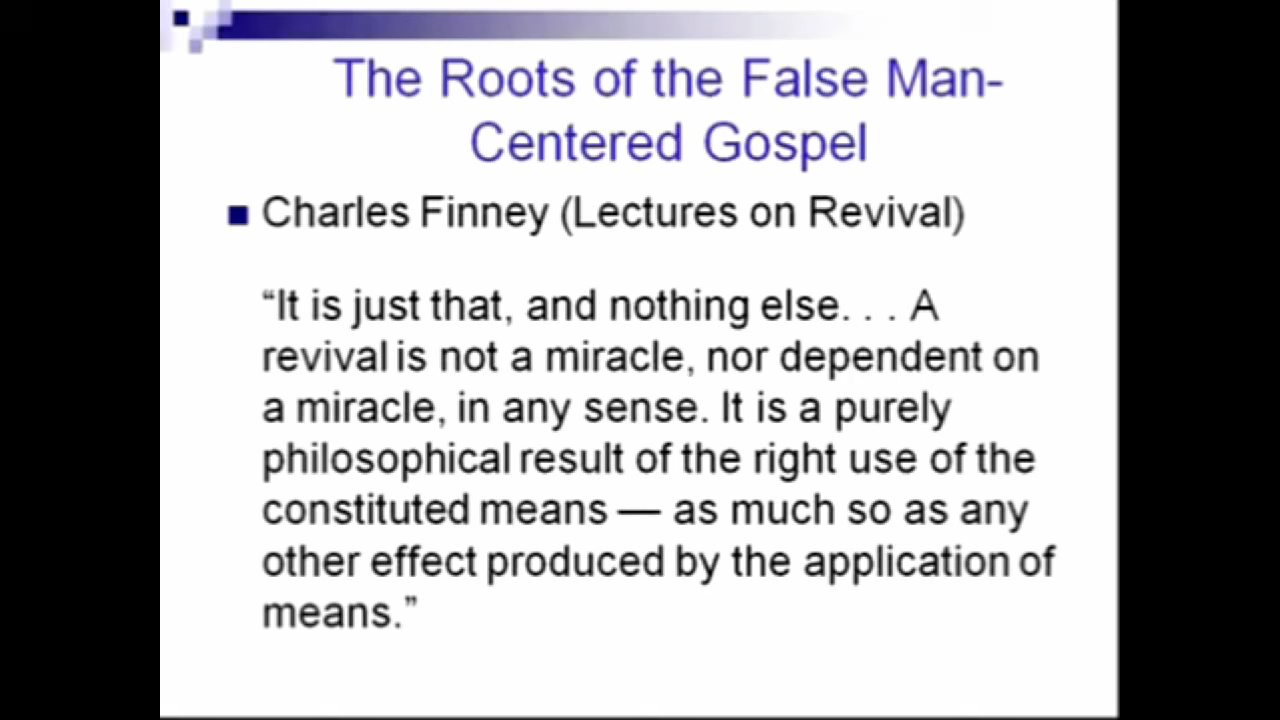 The Roots of the False Man-
Centered Gospel
Charles Finney (Lectures on Revival)
“It is just that, and nothing else. . . A
revival is not a miracle, nor dependent on
a miracle, in any sense. It is a purely
philosophical result of the right use of the
constituted means — as much so as any
other effect produced by the application of
means.”